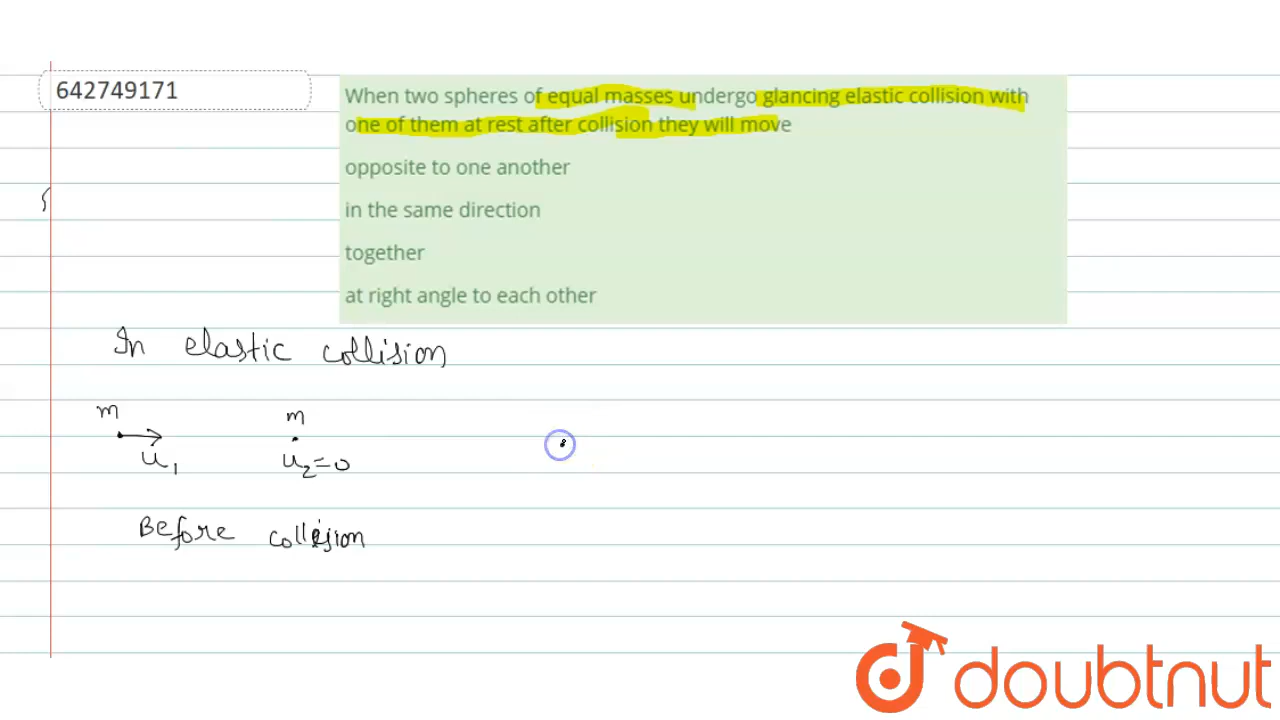 642749171
When two spheres of equal masses undergo glancing elastic collision with
one of them at rest after collision they will move
opposite to one another
in the same direction
together
at right angle to each other
In elastic collision
m m
u₁ u₂=0
Before collision
doubtnut